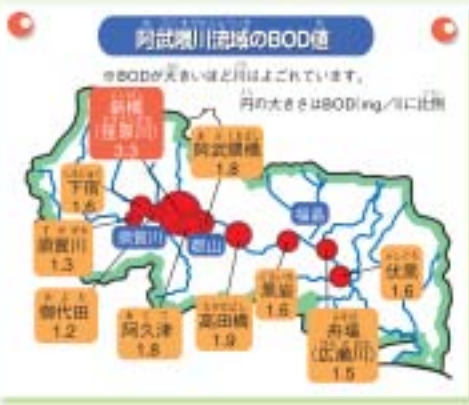 阿武隈川流域のBOD値
※BODが大きいほど川はよごれています。
円の大きさはBOD(mg/l)に比例
新橋
(笹原川)
3.3
阿武隈橋
1.8
下宿
1.6
須賀川
1.3
須賀川
郡山
福島
御代田
1.2
阿久津
1.8
高田橋
1.9
黒岩
1.6
舟場
(広瀬川)
1.5
伏黒
1.6